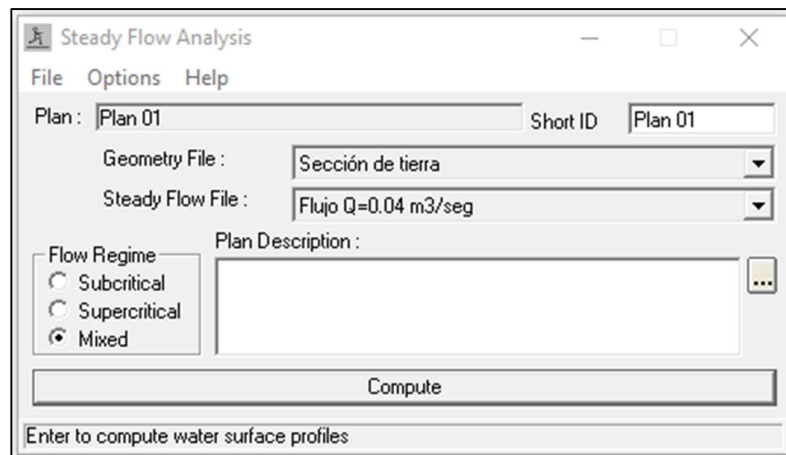 Steady Flow Analysis
File Options Help
Plan : Plan 01 Short ID Plan 01
Geometry File : Sección de tierra
Steady Flow File : Flujo Q=0.04 m3/seg
Flow Regime Plan Description :
Subcritical
Supercritical
Mixed
...
Compute
Enter to compute water surface profiles